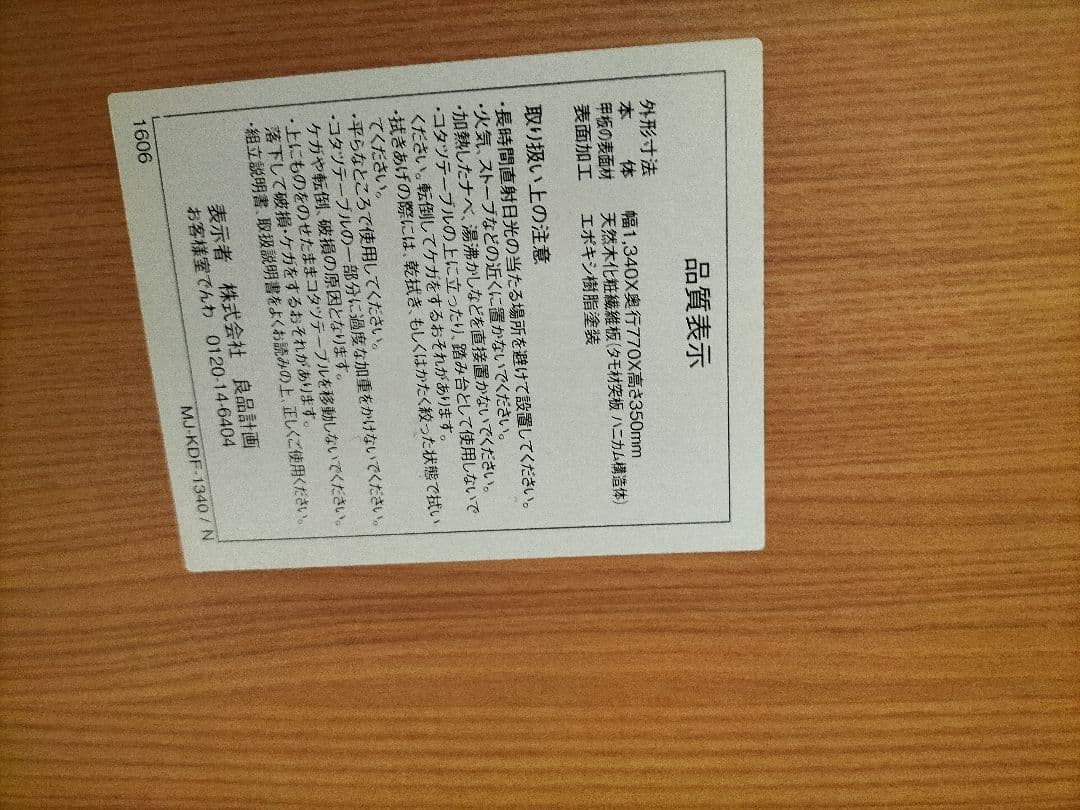 品質表示
外形寸法 幅1,340X奥行770X高さ350mm
本体 天然木化粧繊維板(タモ材突板 ハニカム構造体)
甲板の表面材
表面加工 エポキシ樹脂塗装
取り扱い上の注意
・長時間直射日光の当たる場所を避けて設置してください。
・火気、ストーブなどの近くに置かないでください。
・加熱したナベ、湯沸かしなどを直接置かないでください。
・コタツテーブルの上に立ったり、踏み台として使用しないで
ください。転倒してケガをするおそれがあります。
・拭きあげの際には、乾拭き、もしくはかたく絞った状態で拭い
てください。
・平らなところで使用してください。
・コタツテーブルの一部分に過度な加重をかけないでください。
ケガや転倒、破損の原因となります。
・上にものをのせたままコタツテーブルを移動しないでください。
落下して破損・ケガをするおそれがあります。
・組立説明書、取扱説明書をよくお読みの上、正しくご使用ください。
表示者 株式会社 良品計画
お客様室でんわ 0120-14-6404
1606
MJ-KDF-1340 / N